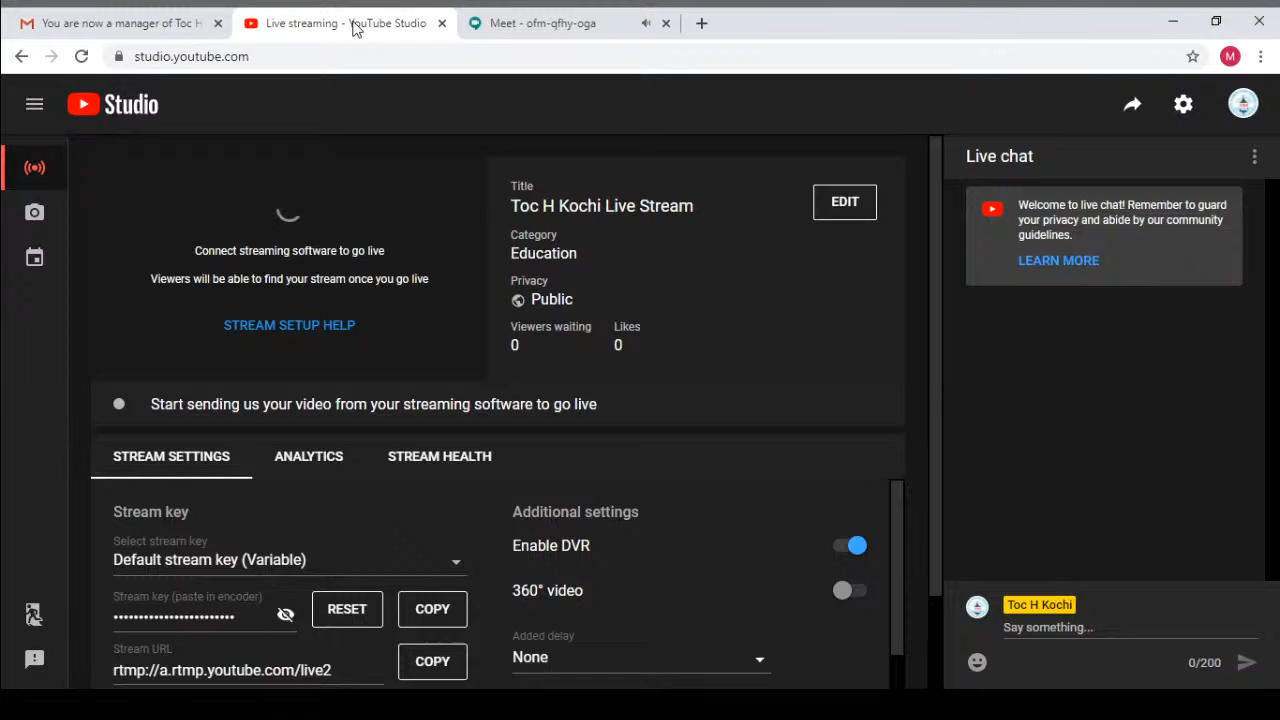 You are now a manager of Toc H
Live streaming - YouTube Studio
Meet - ofm-qfhy-oga
studio.youtube.com
M
Studio
Title
Toc H Kochi Live Stream
EDIT
Category
Education
Privacy
Public
Viewers waiting
Likes
0
0
Connect streaming software to go live
Viewers will be able to find your stream once you go live
STREAM SETUP HELP
Start sending us your video from your streaming software to go live
STREAM SETTINGS
ANALYTICS
STREAM HEALTH
Stream key
Select stream key
Default stream key (Variable)
Stream key (paste in encoder)
••••••••••••••••••••••••
RESET
COPY
Stream URL
rtmp://a.rtmp.youtube.com/live2
COPY
Additional settings
Enable DVR
360° video
Added delay
None
Live chat
Welcome to live chat! Remember to guard
your privacy and abide by our community
guidelines.
LEARN MORE
Toc H Kochi
Say something...
0/200